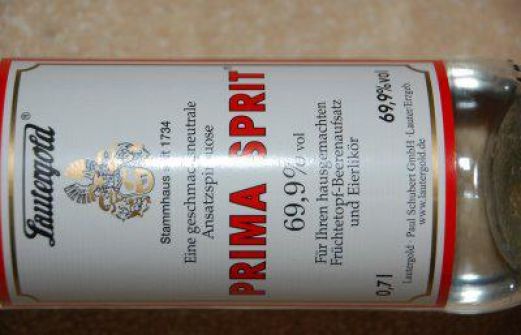 Lautergold®
Stammhaus seit 1734
Eine geschmacksneutrale
Ansatzspirituose
PRIMA SPRIT
69,9% vol
Für Ihren hausgemachten
Früchtetopf-Beerenaufsatz
und Eierlikör
0,7 l 69,9% vol
Lautergold · Paul Schubert GmbH · Lauter/Erzgeb.
www.lautergold.de